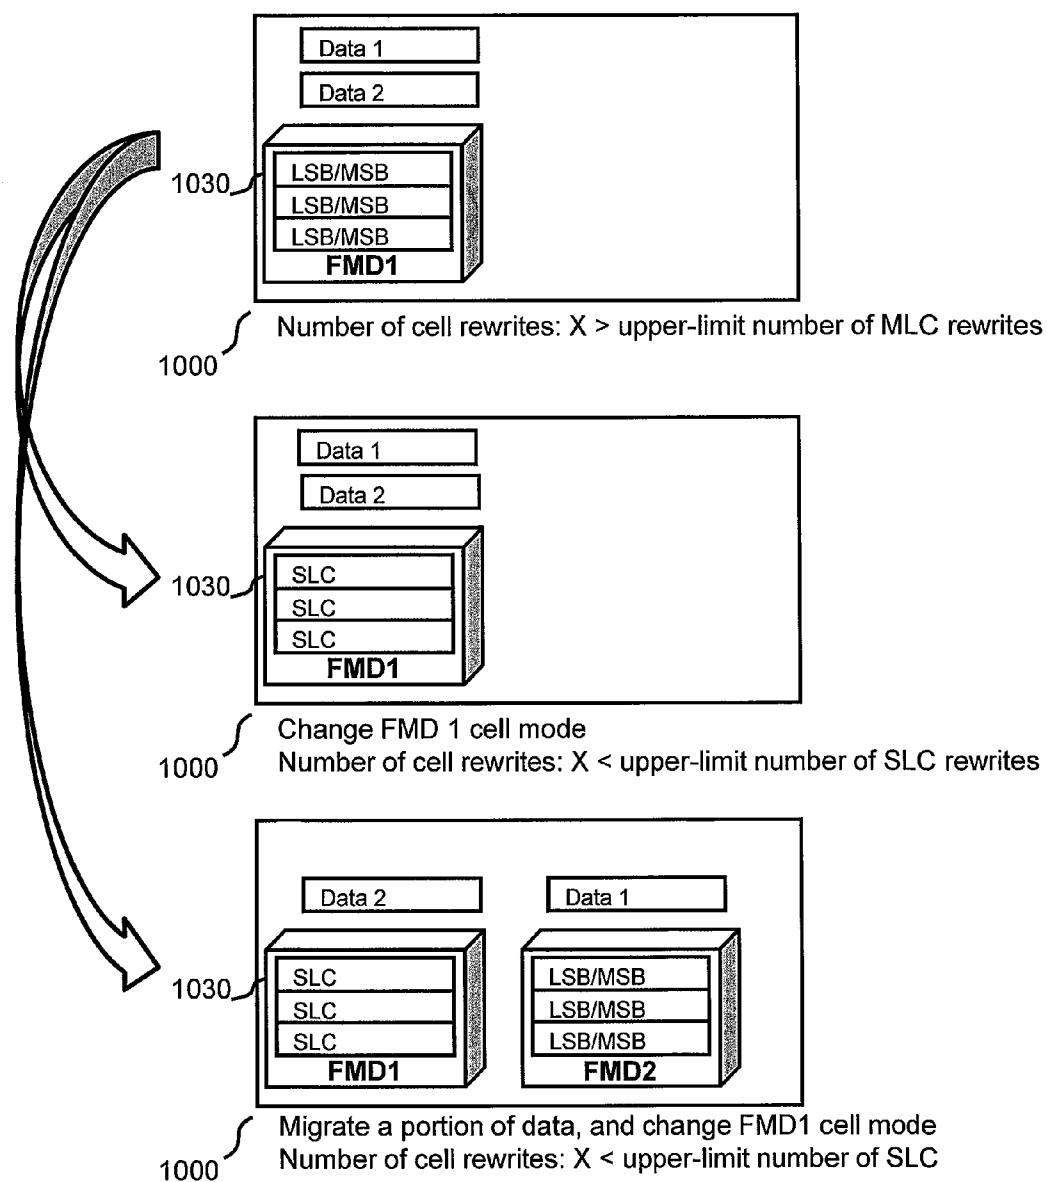 Data 1
Data 2
1030
LSB/MSB
LSB/MSB
LSB/MSB
FMD1
Number of cell rewrites: X > upper-limit number of MLC rewrites
1000
Data 1
Data 2
1030
SLC
SLC
SLC
FMD1
Change FMD 1 cell mode
Number of cell rewrites: X < upper-limit number of SLC rewrites
1000
Data 2
Data 1
1030
SLC
SLC
SLC
FMD1
LSB/MSB
LSB/MSB
LSB/MSB
FMD2
Migrate a portion of data, and change FMD1 cell mode
Number of cell rewrites: X < upper-limit number of SLC
1000